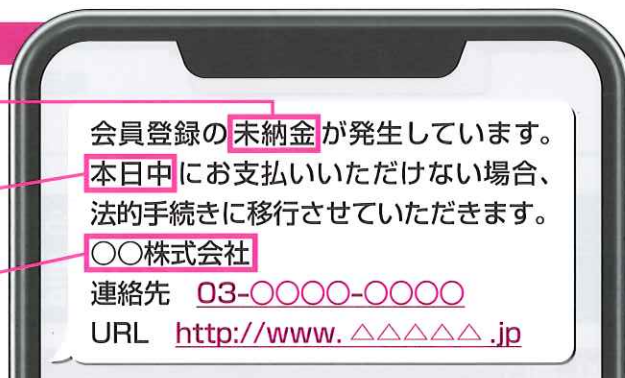 会員登録の未納金が発生しています。
本日中にお支払いいただけない場合、
法的手続きに移行させていただきます。
○○株式会社
連絡先 03-○○○○-○○○○
URL http://www. △△△△△ .jp